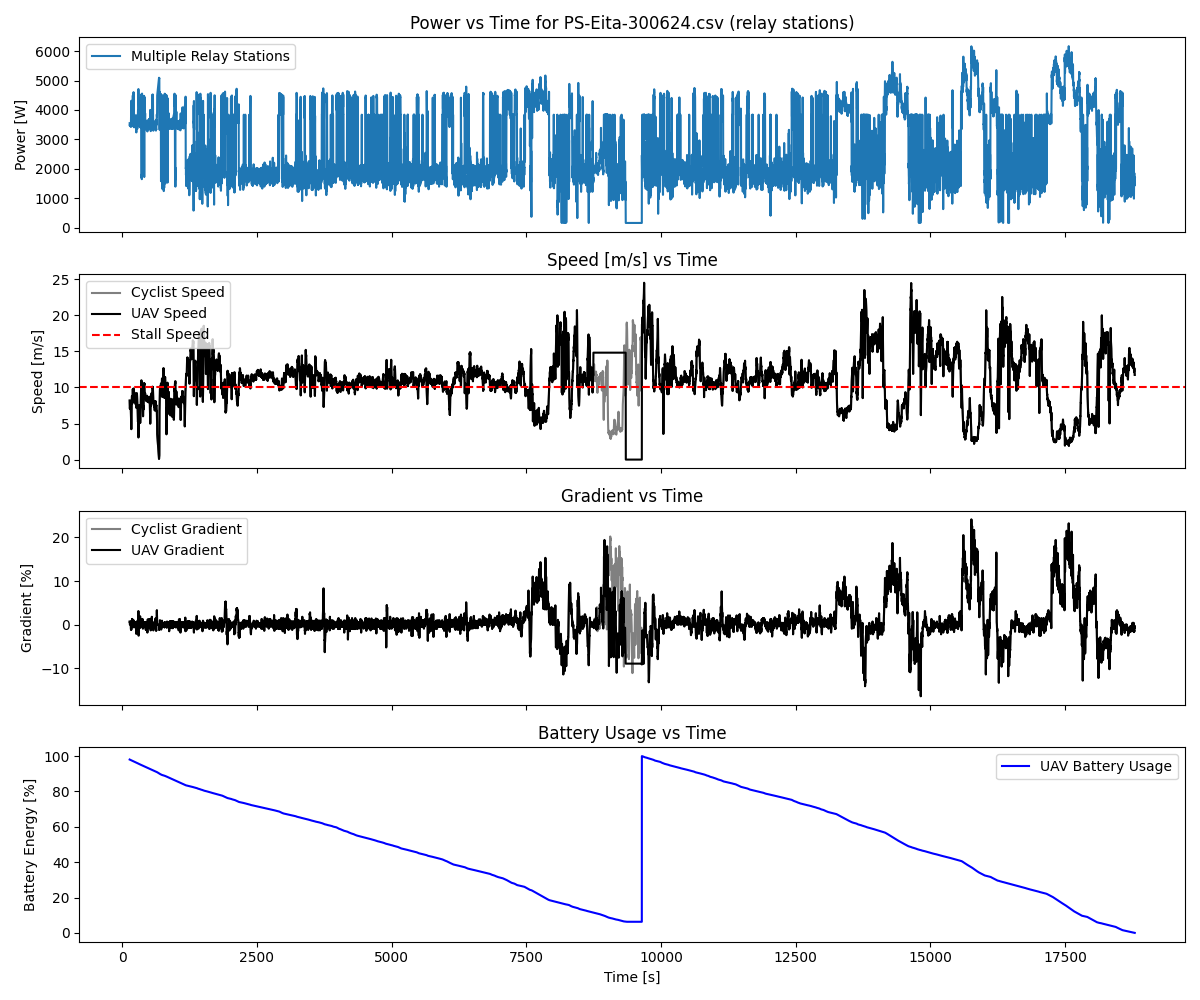 Power vs Time for PS-Eita-300624.csv (relay stations)
Power [W]
6000
5000
4000
3000
2000
1000
0
Multiple Relay Stations
Speed [m/s] vs Time
Speed [m/s]
25
20
15
10
5
0
Cyclist Speed
UAV Speed
Stall Speed
Gradient vs Time
Gradient [%]
20
10
0
−10
Cyclist Gradient
UAV Gradient
Battery Usage vs Time
Battery Energy [%]
100
80
60
40
20
0
UAV Battery Usage
0 2500 5000 7500 10000 12500 15000 17500
Time [s]